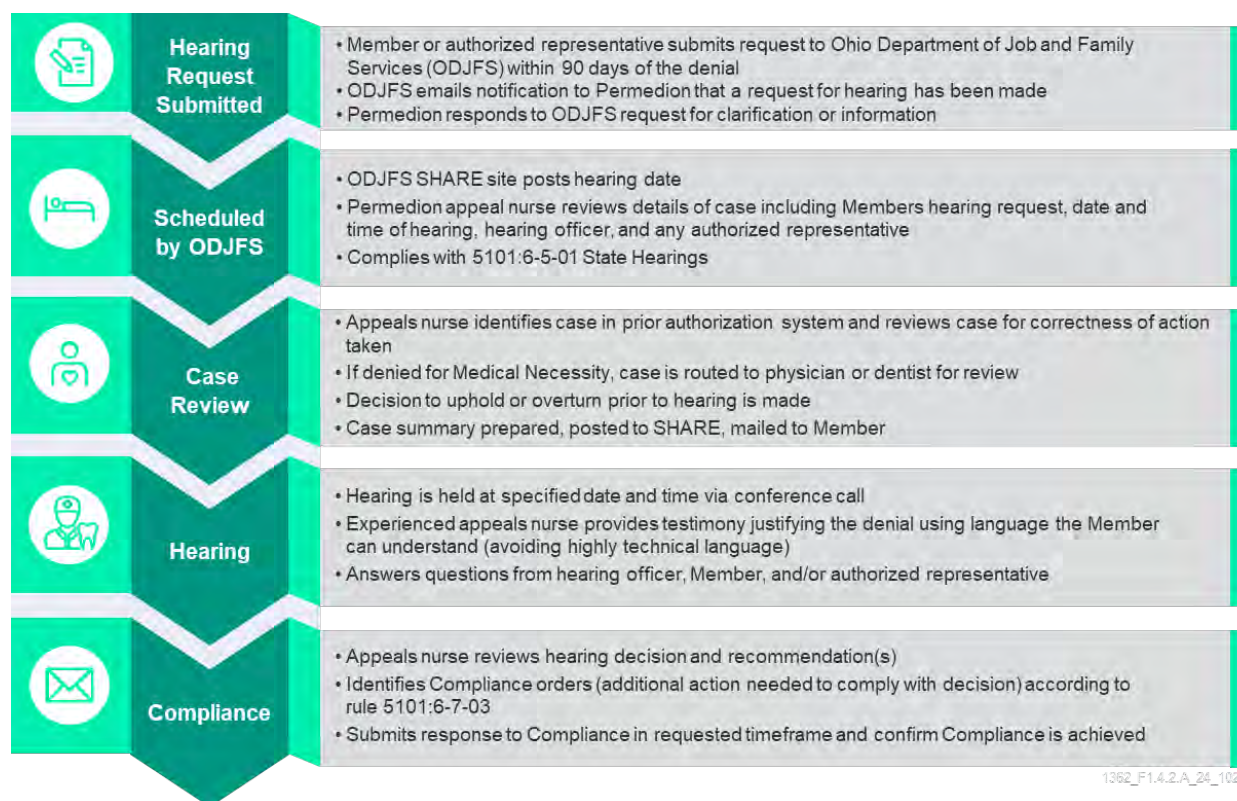 Hearing
Request
Submitted
• Member or authorized representative submits request to Ohio Department of Job and Family
Services (ODJFS) within 90 days of the denial
• ODJFS emails notification to Permedion that a request for hearing has been made
• Permedion responds to ODJFS request for clarification or information
Scheduled
by ODJFS
• ODJFS SHARE site posts hearing date
• Permedion appeal nurse reviews details of case including Members hearing request, date and
time of hearing, hearing officer, and any authorized representative
• Complies with 5101:6-5-01 State Hearings
Case
Review
• Appeals nurse identifies case in prior authorization system and reviews case for correctness of action
taken
• If denied for Medical Necessity, case is routed to physician or dentist for review
• Decision to uphold or overturn prior to hearing is made
• Case summary prepared, posted to SHARE, mailed to Member
Hearing
• Hearing is held at specified date and time via conference call
• Experienced appeals nurse provides testimony justifying the denial using language the Member
can understand (avoiding highly technical language)
• Answers questions from hearing officer, Member, and/or authorized representative
Compliance
• Appeals nurse reviews hearing decision and recommendation(s)
• Identifies Compliance orders (additional action needed to comply with decision) according to
rule 5101:6-7-03
• Submits response to Compliance in requested timeframe and confirm Compliance is achieved
1362_F1.4.2.A_24_102